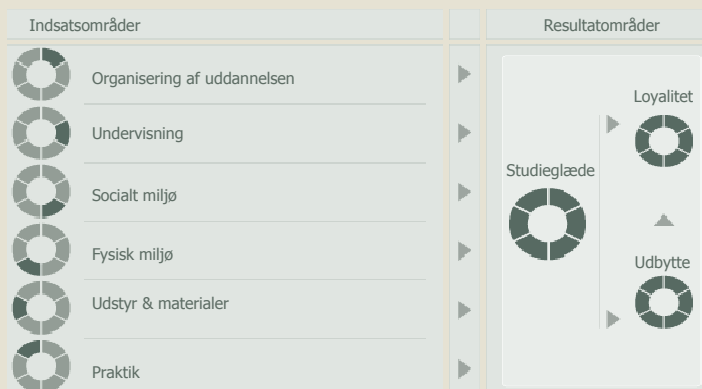 Indsatsområder
Organisering af uddannelsen
Undervisning
Socialt miljø
Fysisk miljø
Udstyr & materialer
Praktik
Resultatområder
Loyalitet
Studieglæde
Udbytte